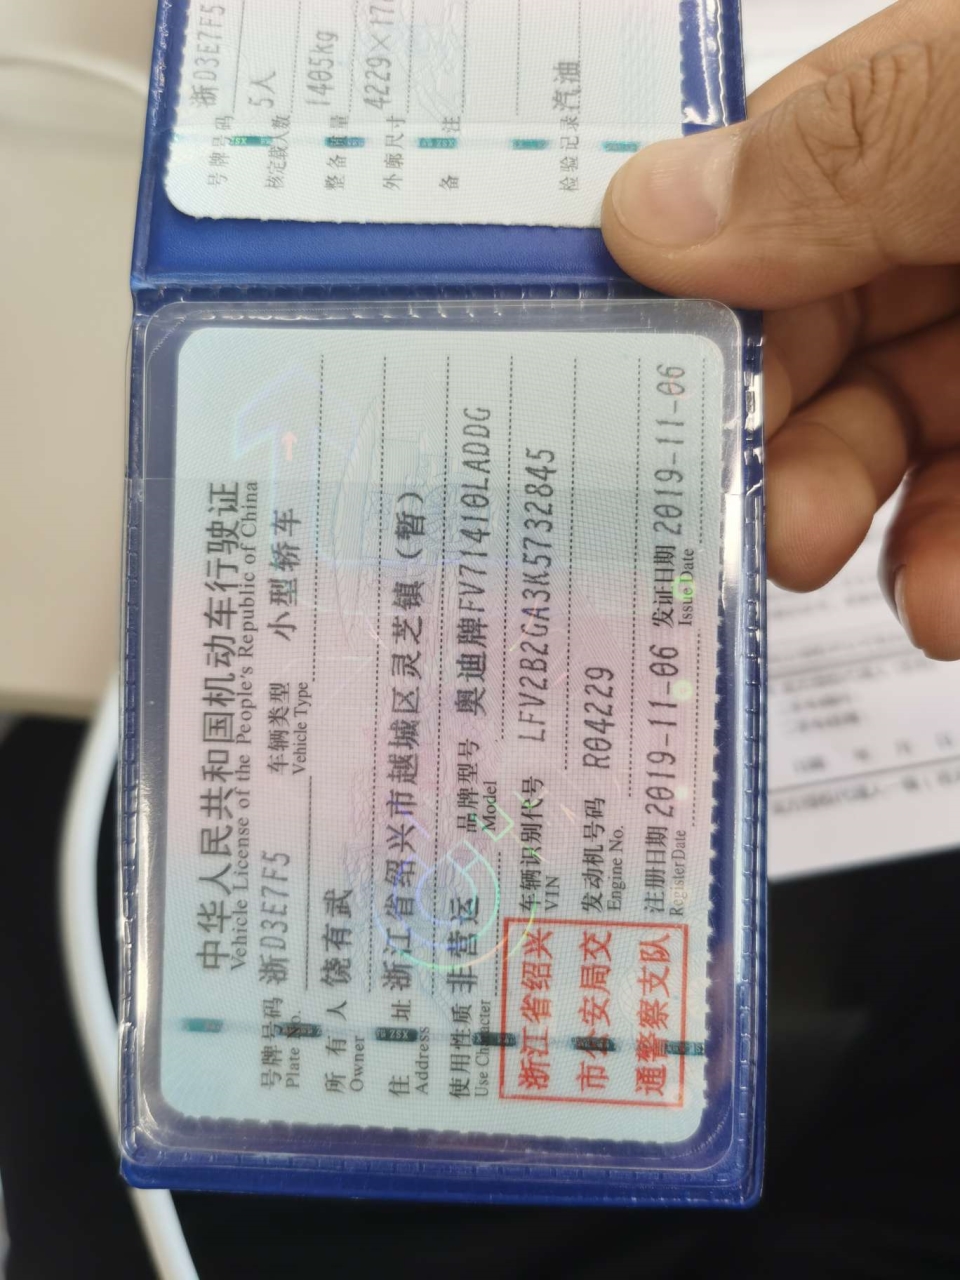 号牌号码 浙D3E7F5
核定载人数 5人
整备质量 1405kg
外廓尺寸 4229×17
备 注
检验记录 汽油
中华人民共和国机动车行驶证
Vehicle License of the People's Republic of China
号牌号码 浙D3E7F5 车辆类型 小型轿车
Plate No. Vehicle Type
所有人 饶有武
Owner
住 址 浙江省绍兴市越城区灵芝镇(暂)
Address
使用性质 非营运 品牌型号 奥迪牌FV71410LADDG
Use Character Model
车辆识别代号 LFV2B2GA3K5732845
VIN
发动机号码 R04229
Engine No.
注册日期 2019-11-06 发证日期 2019-11-06
Register Date Issue Date
浙江省绍兴
市公安局交
通警察支队